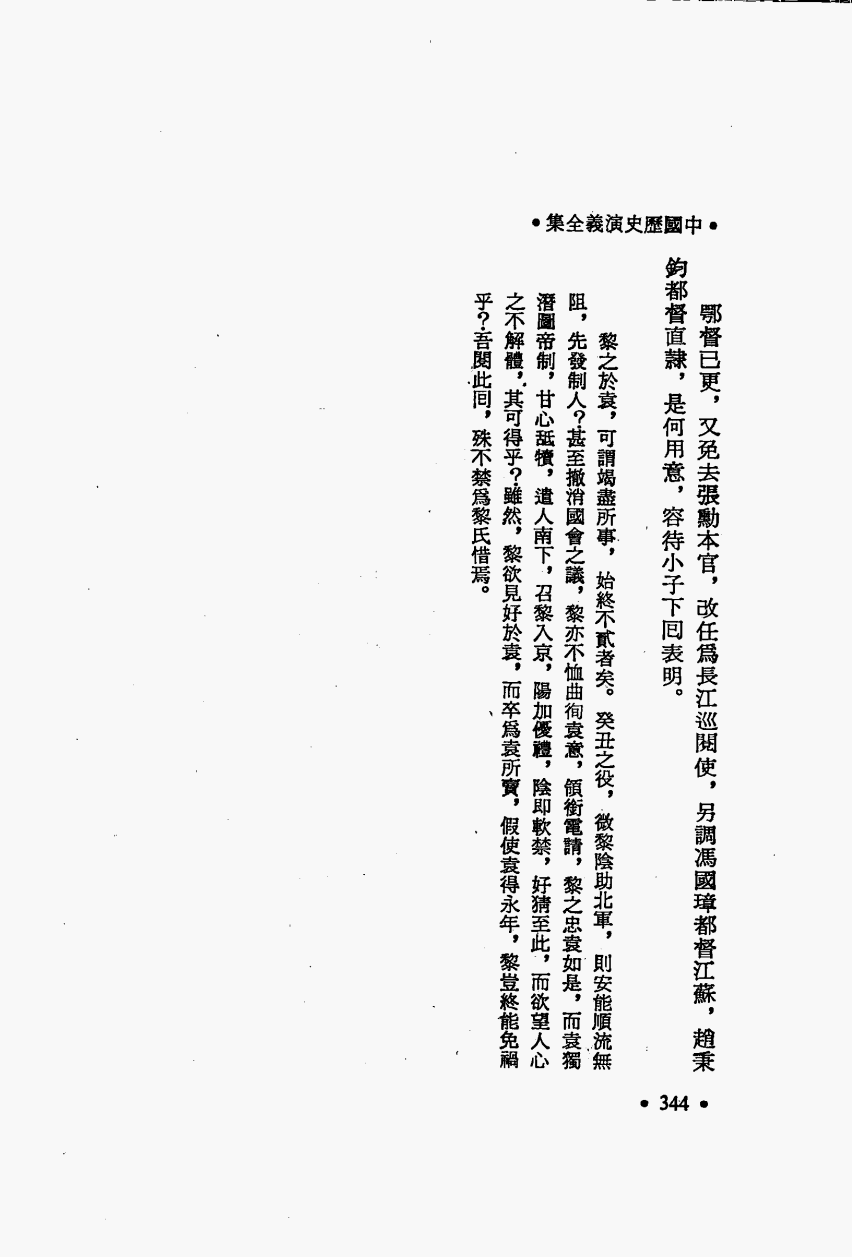 •中國歷史演義全集•
鄂督已更，又免去張勳本官，改任爲長江巡閱使，另調馮國璋都督江蘇，趙秉
鈞都督直隸，是何用意，容待小子下回表明。
黎之於袁，可謂竭盡所事，始終不貳者矣。癸丑之役，微黎陰助北軍，則安能順流無
阻，先發制人？甚至撤消國會之議，黎亦不恤曲徇袁意，領銜電請，黎之忠袁如是，而袁獨
潛圖帝制，甘心舐犢，遣人南下，召黎入京，陽加優禮，陰即軟禁，好猜至此，而欲望人心
之不解體，其可得乎？雖然，黎欲見好於袁，而卒爲袁所賣，假使袁得永年，黎豈終能免禍
乎？吾閱此回，殊不禁爲黎氏惜焉。
•344•